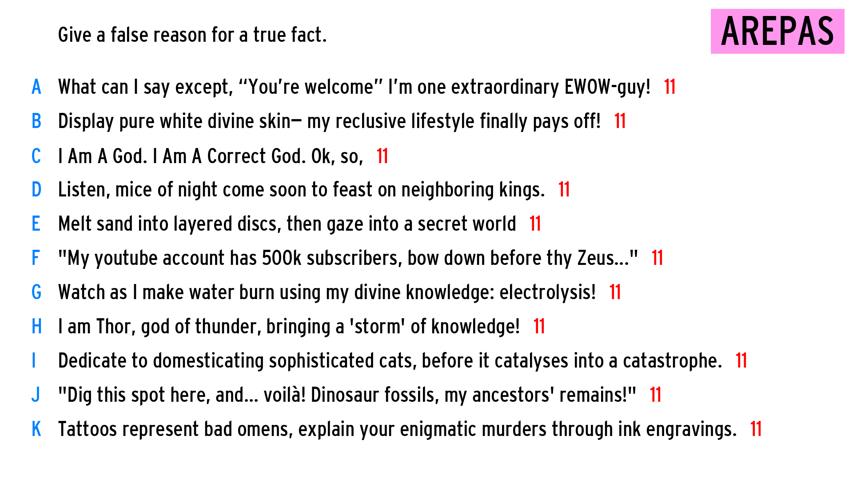 Give a false reason for a true fact.
AREPAS
A What can I say except, “You’re welcome” I’m one extraordinary EWOW-guy! 11
B Display pure white divine skin— my reclusive lifestyle finally pays off! 11
C I Am A God. I Am A Correct God. Ok, so, 11
D Listen, mice of night come soon to feast on neighboring kings. 11
E Melt sand into layered discs, then gaze into a secret world 11
F "My youtube account has 500k subscribers, bow down before thy Zeus..." 11
G Watch as I make water burn using my divine knowledge: electrolysis! 11
H I am Thor, god of thunder, bringing a 'storm' of knowledge! 11
I Dedicate to domesticating sophisticated cats, before it catalyses into a catastrophe. 11
J "Dig this spot here, and... voilà! Dinosaur fossils, my ancestors' remains!" 11
K Tattoos represent bad omens, explain your enigmatic murders through ink engravings. 11